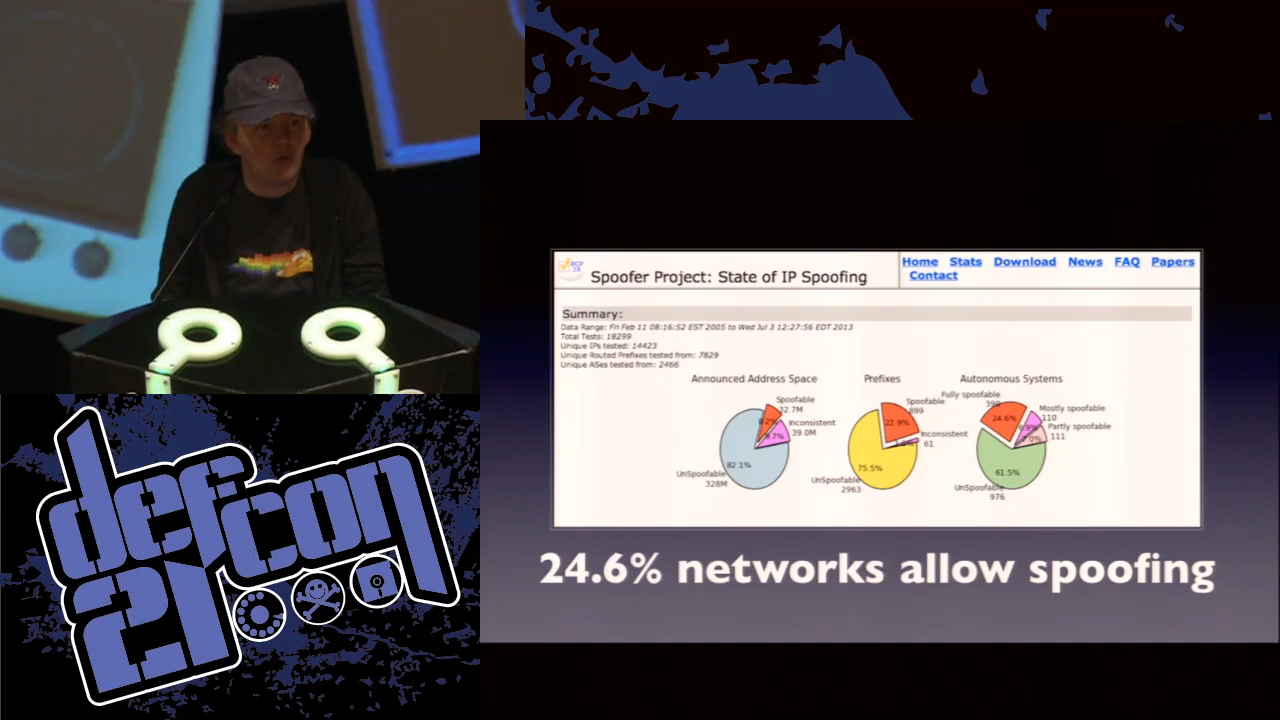 Spoofer Project: State of IP Spoofing
Home Stats Download News FAQ Papers
Contact
Summary:
Data Range: Fri Feb 11 08:16:52 EST 2005 to Wed Jul 3 12:27:56 EDT 2013
Total Tests: 18299
Unique IPs tested: 14423
Unique Routed Prefixes tested from: 7829
Unique ASes tested from: 2466
Announced Address Space
Spoofable
32.7M
Inconsistent
39.0M
82.1%
UnSpoofable
328M
Prefixes
Spoofable
899
22.9%
Inconsistent
61
75.5%
UnSpoofable
2963
Autonomous Systems
Fully spoofable
24.6%
Mostly spoofable
110
Partly spoofable
111
7.0%
61.5%
UnSpoofable
976
24.6% networks allow spoofing
defcon
21